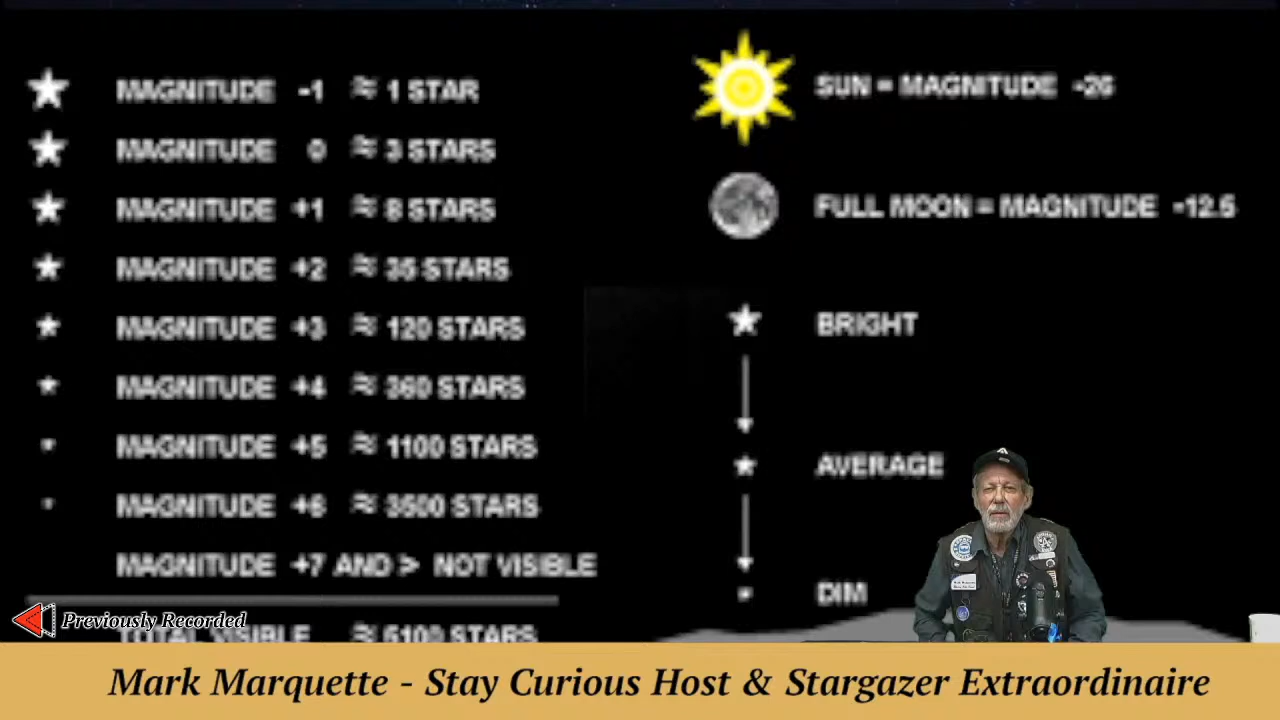 MAGNITUDE -1 ≈ 1 STAR
MAGNITUDE 0 ≈ 3 STARS
MAGNITUDE +1 ≈ 8 STARS
MAGNITUDE +2 ≈ 35 STARS
MAGNITUDE +3 ≈ 120 STARS
MAGNITUDE +4 ≈ 360 STARS
MAGNITUDE +5 ≈ 1100 STARS
MAGNITUDE +6 ≈ 3500 STARS
MAGNITUDE +7 AND > NOT VISIBLE
TOTAL VISIBLE ≈ 5100 STARS
SUN = MAGNITUDE -26
FULL MOON = MAGNITUDE -12.5
BRIGHT
AVERAGE
DIM
Previously Recorded
Mark Marquette - Stay Curious Host & Stargazer Extraordinaire